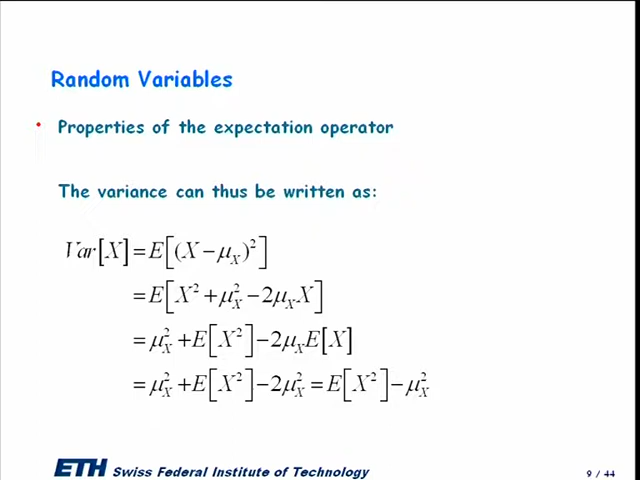 Random Variables
• Properties of the expectation operator
The variance can thus be written as:
Var[X] = E[(X − μ_X)²]
= E[X² + μ_X² − 2μ_X X]
= μ_X² + E[X²] − 2μ_X E[X]
= μ_X² + E[X²] − 2μ_X² = E[X²] − μ_X²
ETH Swiss Federal Institute of Technology
9 / 44